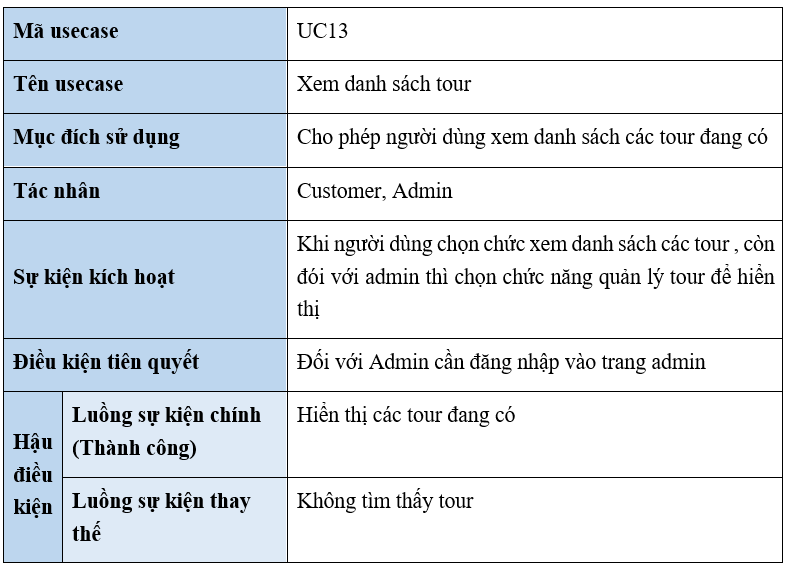 Mã usecase
UC13
Tên usecase
Xem danh sách tour
Mục đích sử dụng
Cho phép người dùng xem danh sách các tour đang có
Tác nhân
Customer, Admin
Sự kiện kích hoạt
Khi người dùng chọn chức xem danh sách các tour , còn
đói với admin thì chọn chức năng quản lý tour để hiển
thị
Điều kiện tiên quyết
Đối với Admin cần đăng nhập vào trang admin
Hậu
điều
kiện
Luồng sự kiện chính
(Thành công)
Hiển thị các tour đang có
Luồng sự kiện thay
thế
Không tìm thấy tour